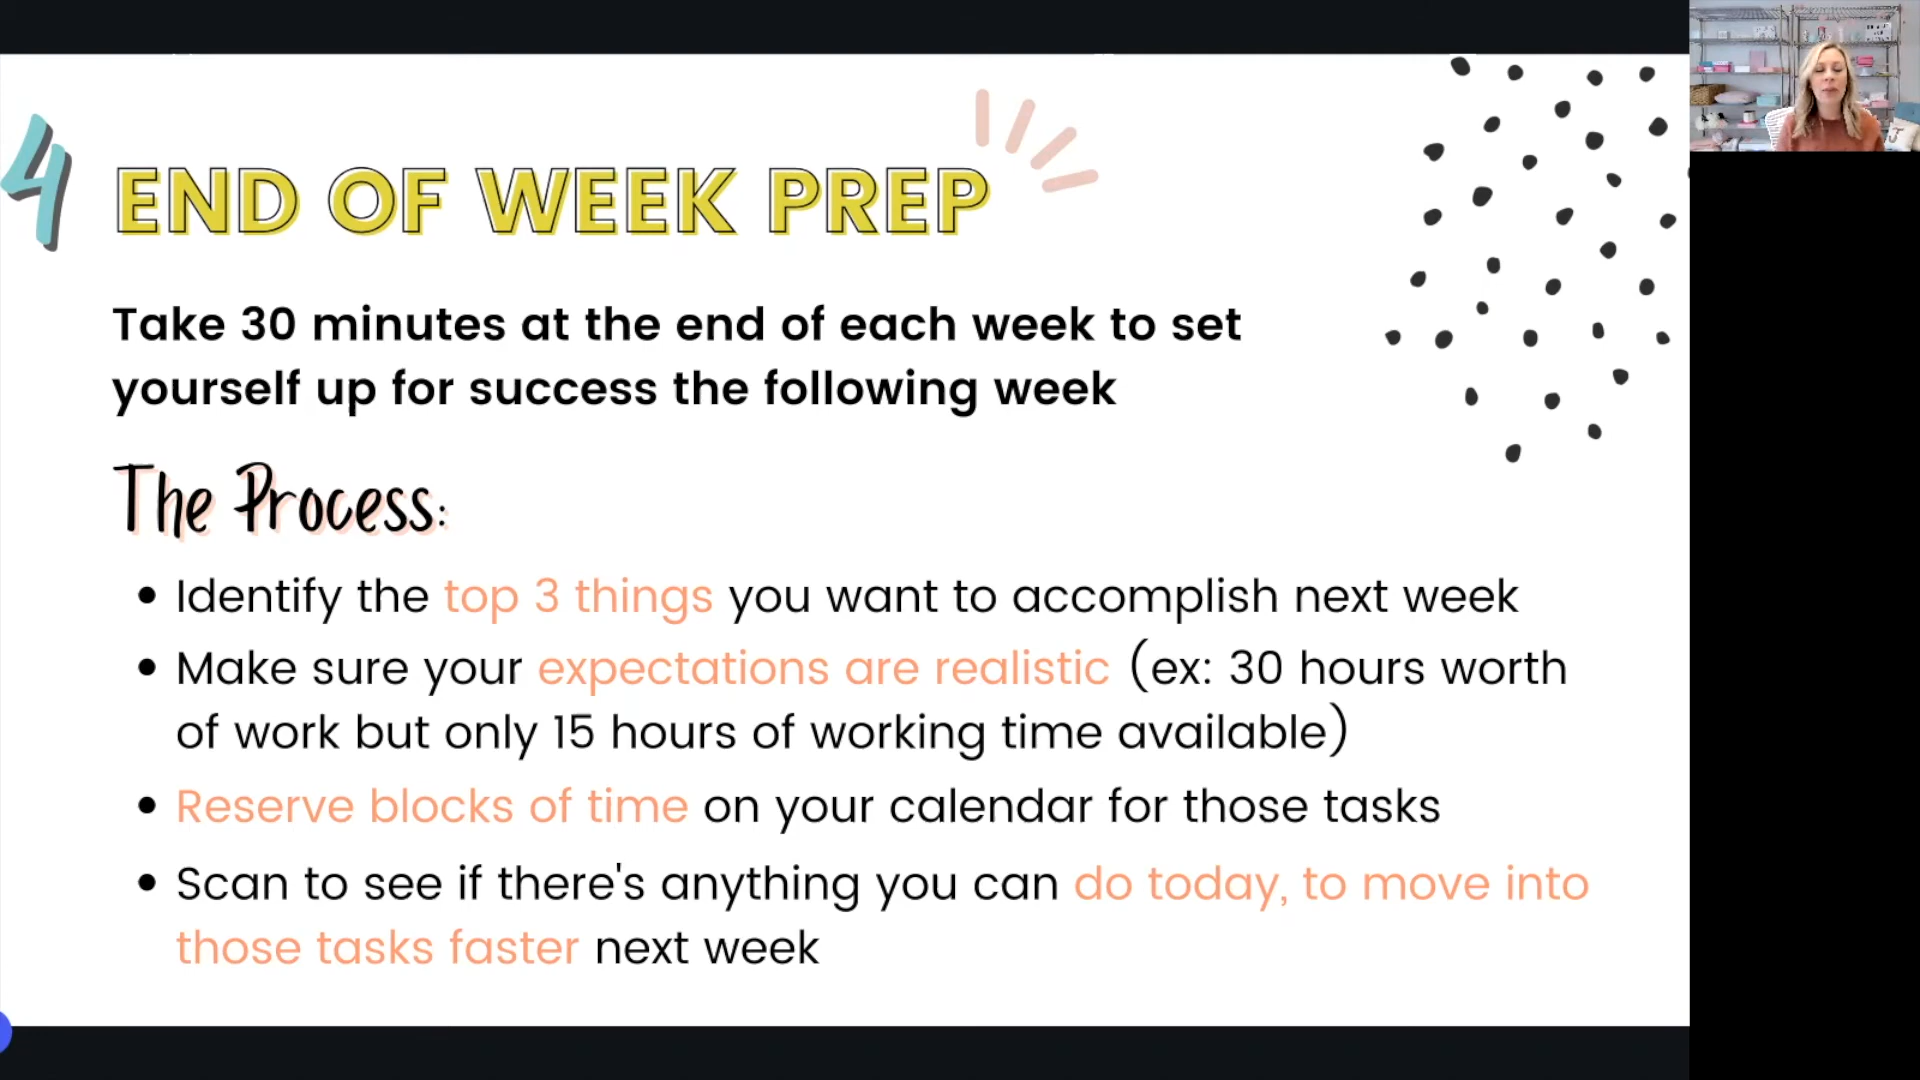 4
END OF WEEK PREP
Take 30 minutes at the end of each week to set
yourself up for success the following week
The Process:
• Identify the top 3 things you want to accomplish next week
• Make sure your expectations are realistic (ex: 30 hours worth
of work but only 15 hours of working time available)
• Reserve blocks of time on your calendar for those tasks
• Scan to see if there's anything you can do today, to move into
those tasks faster next week